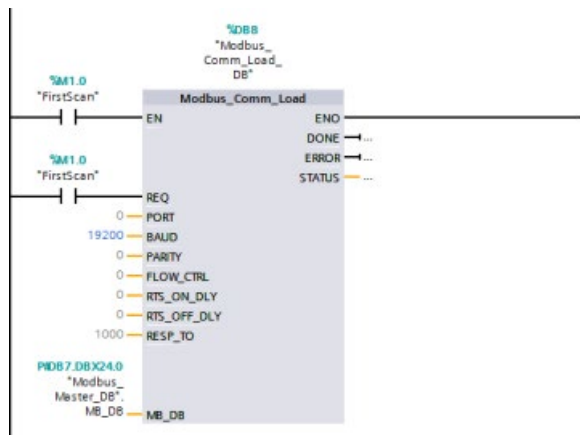 %DB8
"Modbus_
Comm_Load_
DB"
%M1.0
"FirstScan"
Modbus_Comm_Load
EN
ENO
DONE
...
ERROR
...
STATUS
...
%M1.0
"FirstScan"
REQ
0
PORT
19200
BAUD
0
PARITY
0
FLOW_CTRL
0
RTS_ON_DLY
0
RTS_OFF_DLY
1000
RESP_TO
P#DB7.DBX24.0
"Modbus_
Master_DB".
MB_DB
MB_DB